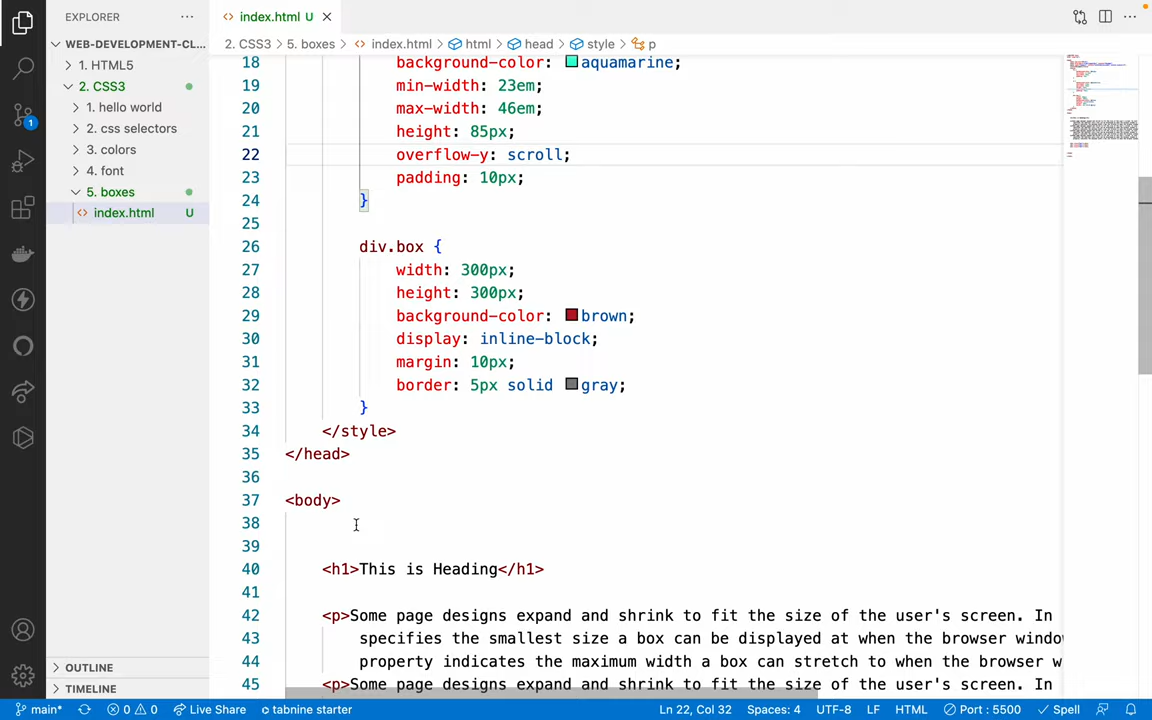 EXPLORER
index.html U
WEB-DEVELOPMENT-CL...
2. CSS3 > 5. boxes > index.html > html > head > style > p
1. HTML5
2. CSS3
1. hello world
2. css selectors
3. colors
4. font
5. boxes
index.html U
18 background-color: aquamarine;
19 min-width: 23em;
20 max-width: 46em;
21 height: 85px;
22 overflow-y: scroll;
23 padding: 10px;
24 }
25
26 div.box {
27 width: 300px;
28 height: 300px;
29 background-color: brown;
30 display: inline-block;
31 margin: 10px;
32 border: 5px solid gray;
33 }
34 </style>
35 </head>
36
37 <body>
38
39
40 <h1>This is Heading</h1>
41
42 <p>Some page designs expand and shrink to fit the size of the user's screen. In
43 specifies the smallest size a box can be displayed at when the browser windo
44 property indicates the maximum width a box can stretch to when the browser w
45 <p>Some page designs expand and shrink to fit the size of the user's screen. In
1
OUTLINE
TIMELINE
main* 0 0 Live Share tabnine starter Ln 22, Col 32 Spaces: 4 UTF-8 LF HTML Port : 5500 Spell